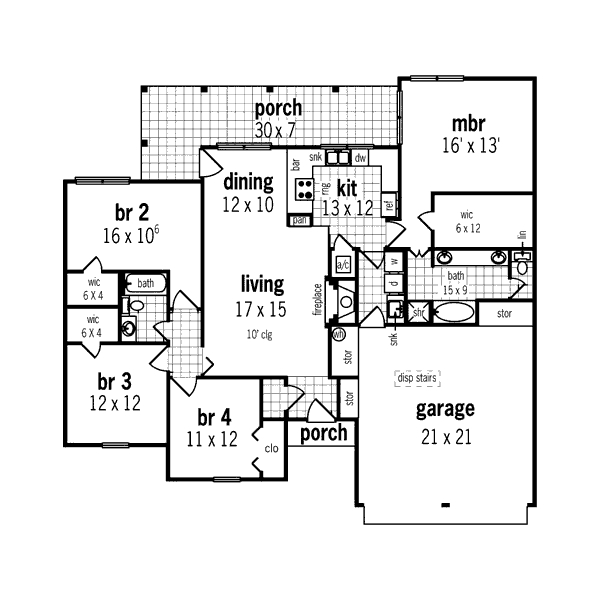 porch
30 x 7
mbr
16' x 13'
bar
snk
dw
rng
kit
13 x 12
ref
pan
dining
12 x 10
br 2
16 x 10⁶
wic
6 x 12
lin
living
17 x 15
10' clg
fireplace
a/c
w
d
bath
15 x 9
wic
6 X 4
bath
wic
6 X 4
wh
snk
shr
stor
stor
stor
br 3
12 x 12
br 4
11 x 12
clo
porch
disp stairs
garage
21 x 21